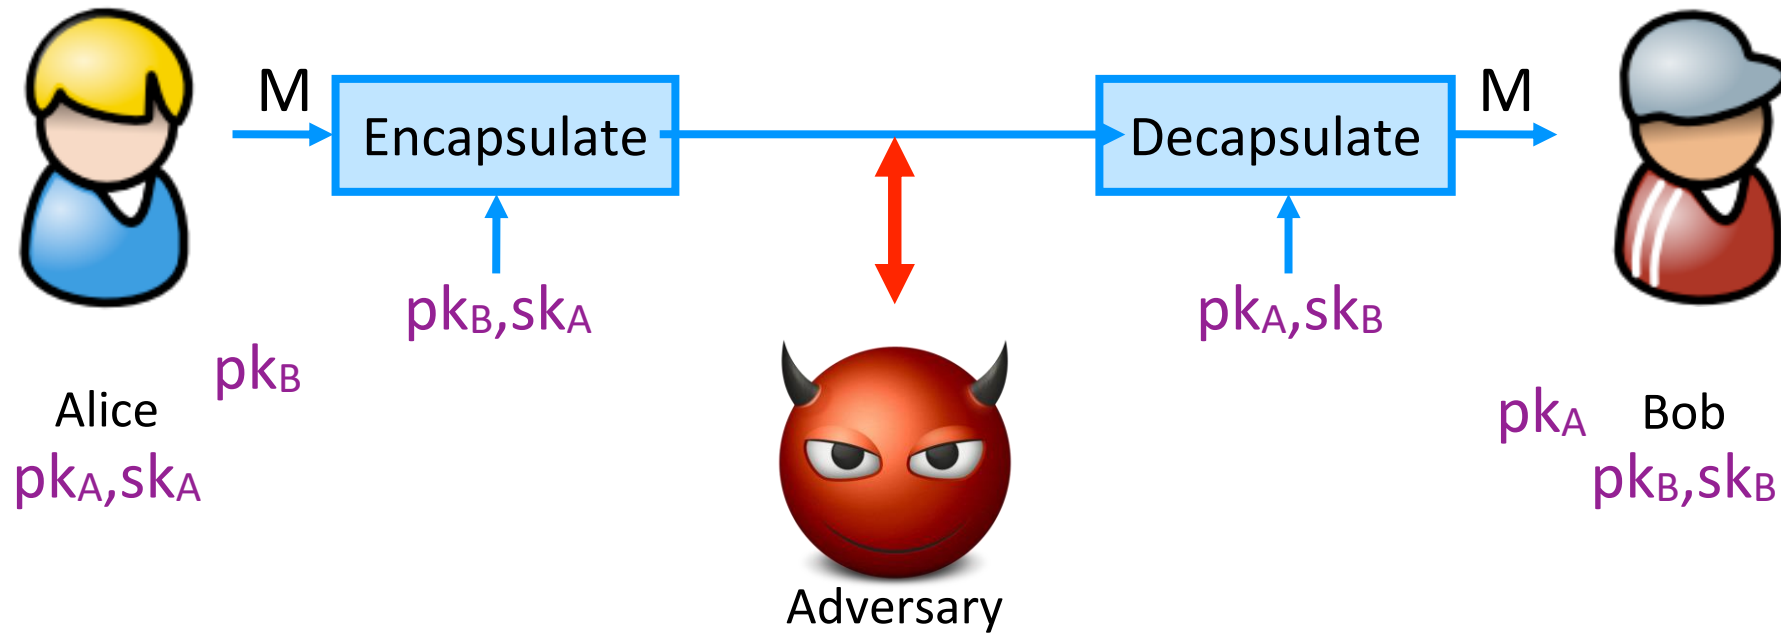 M
Encapsulate
Decapsulate
M
pkB,skA
pkA,skB
pkB
Alice
pkA,skA
pkA
Bob
pkB,skB
Adversary